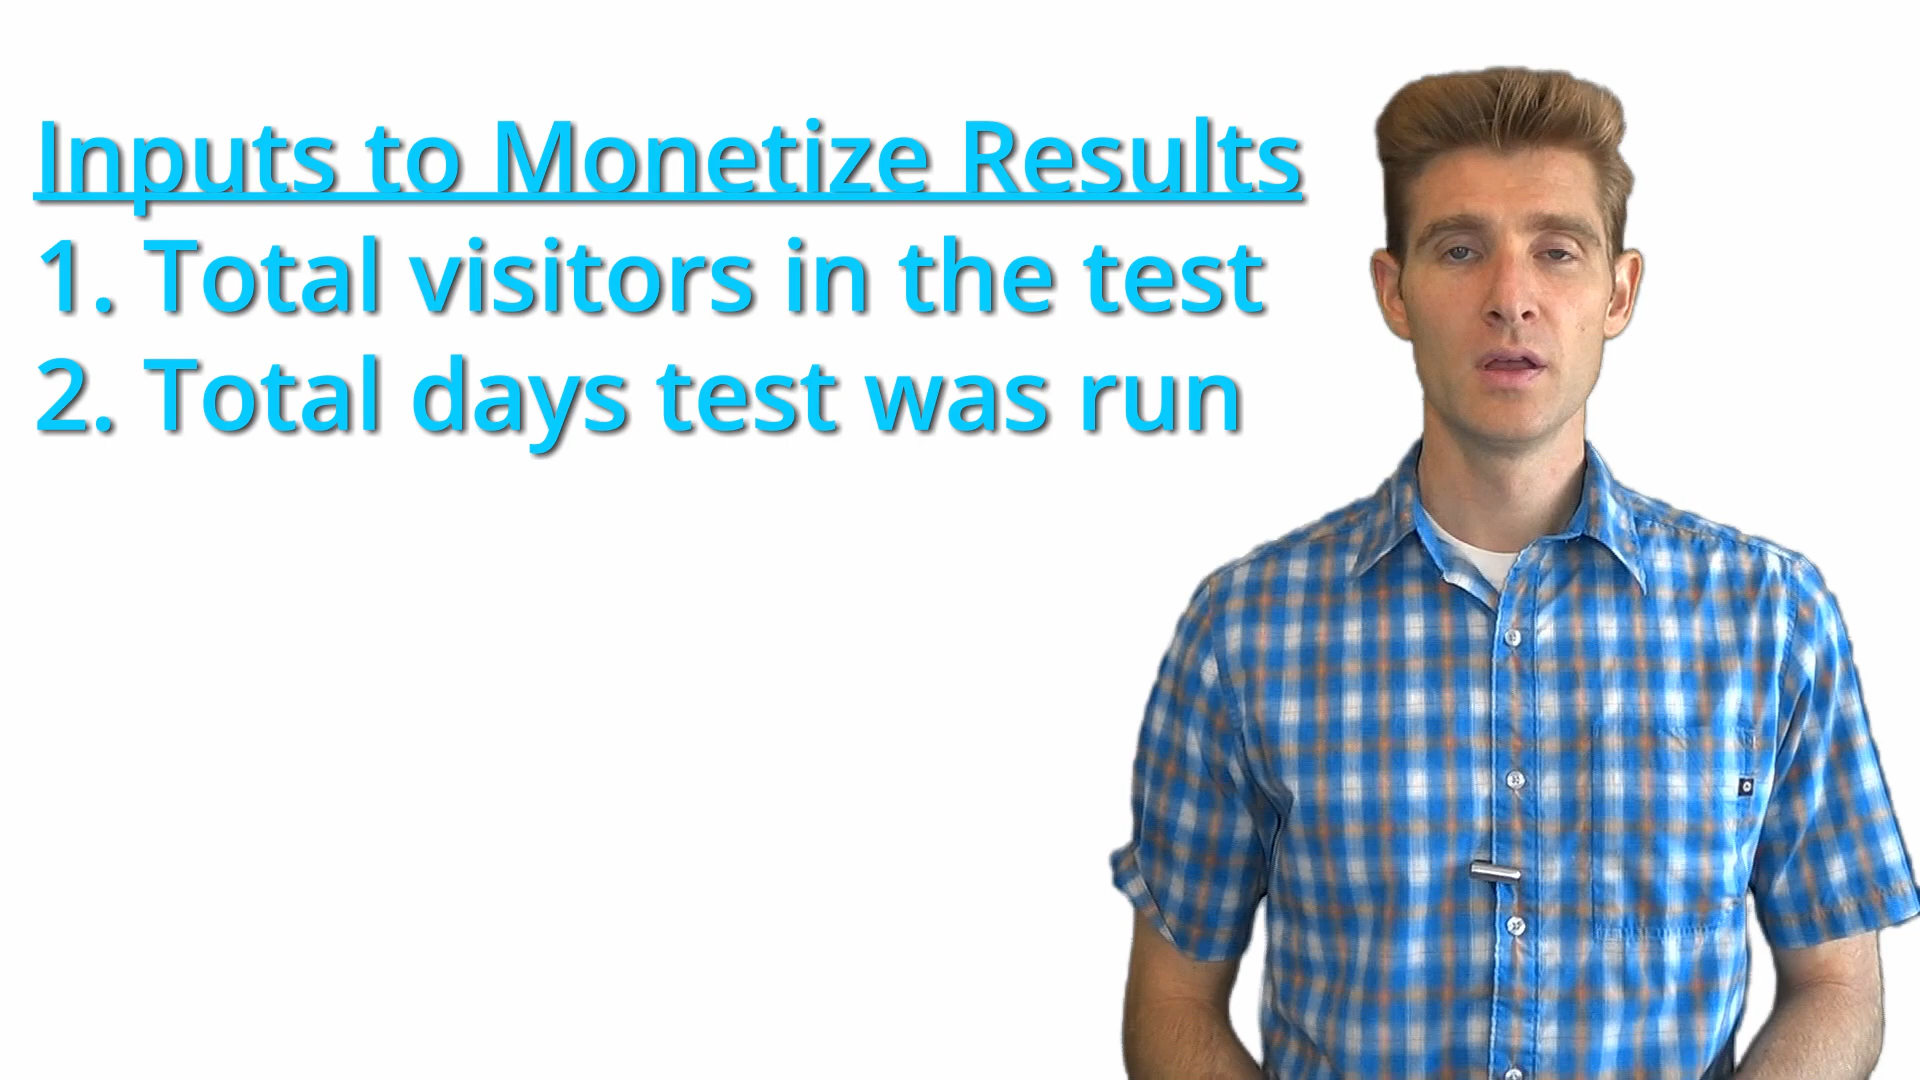 Inputs to Monetize Results
1. Total visitors in the test
2. Total days test was run